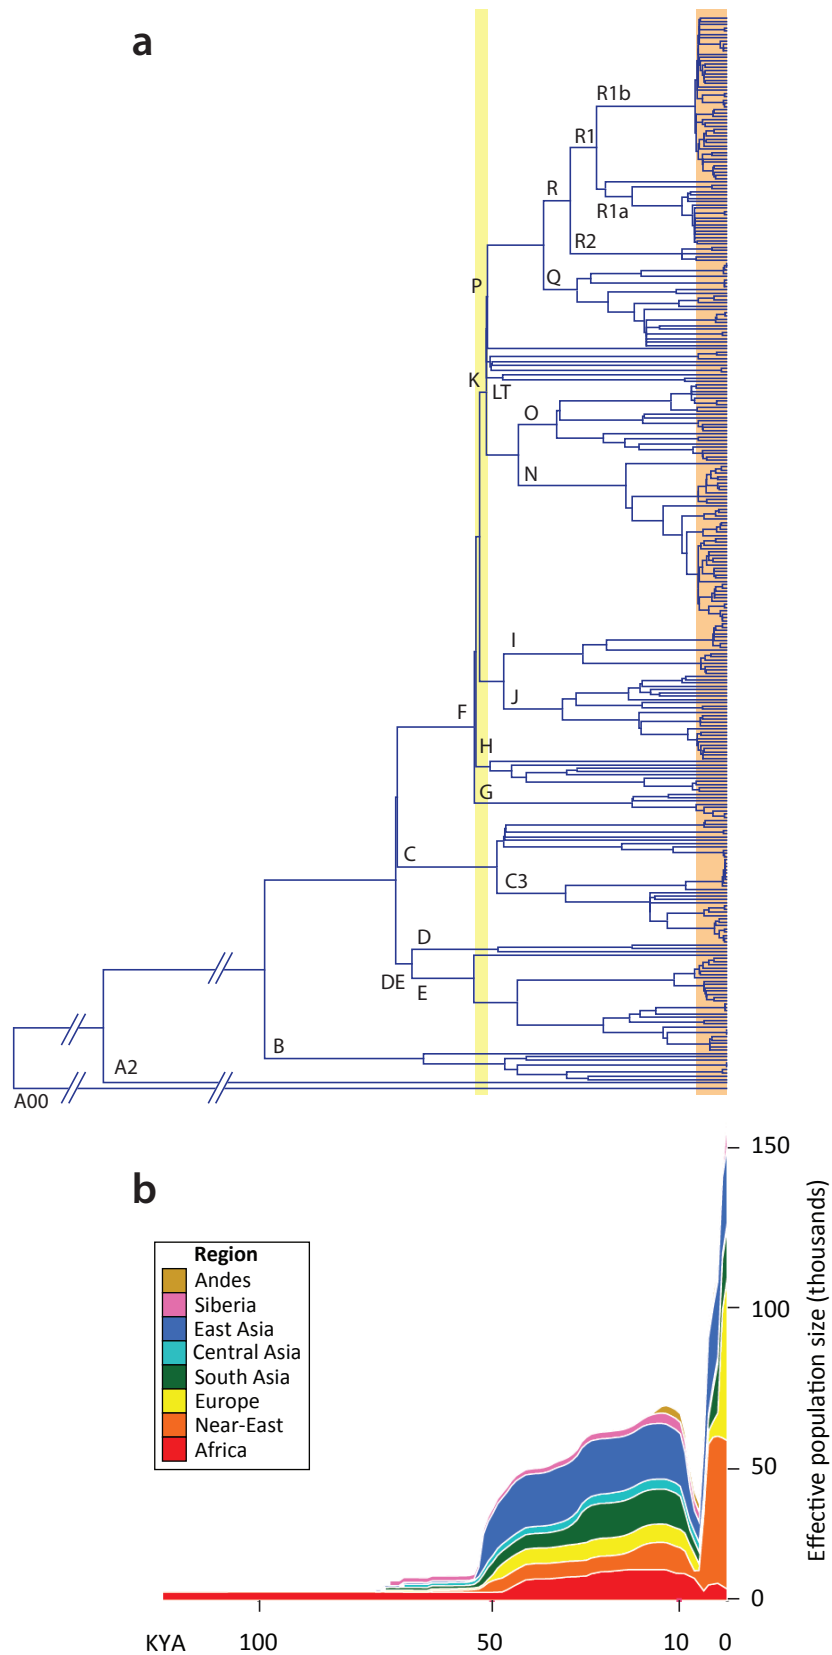 a
R1b
R1
R
R1a
R2
Q
P
K
LT
O
N
I
J
F
H
G
C
C3
D
DE
E
B
A2
A00
b
150
Region
Andes
Siberia
East Asia
Central Asia
South Asia
Europe
Near-East
Africa
100
50
0
Effective population size (thousands)
KYA 100 50 10 0